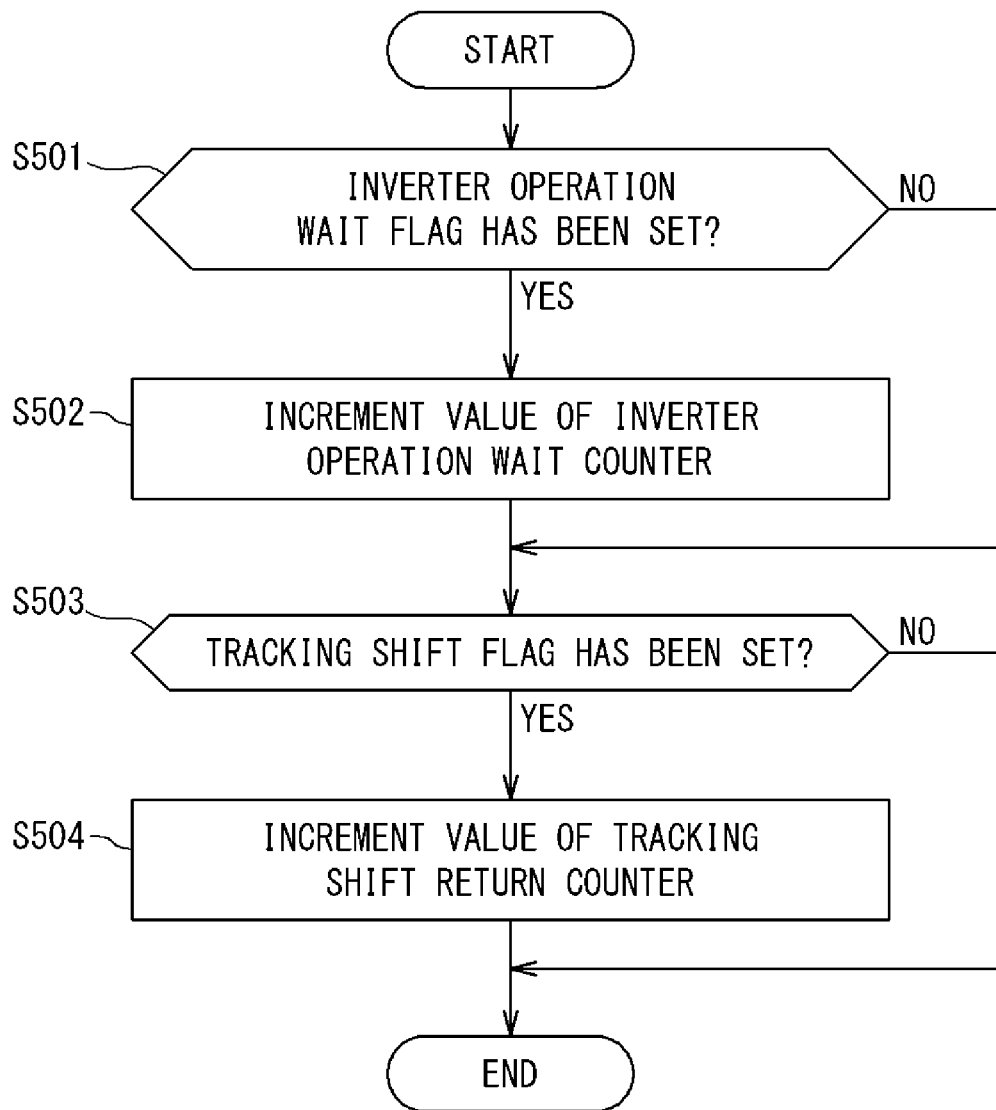 START
S501
INVERTER OPERATION
WAIT FLAG HAS BEEN SET?
NO
YES
S502
INCREMENT VALUE OF INVERTER
OPERATION WAIT COUNTER
S503
TRACKING SHIFT FLAG HAS BEEN SET?
NO
YES
S504
INCREMENT VALUE OF TRACKING
SHIFT RETURN COUNTER
END